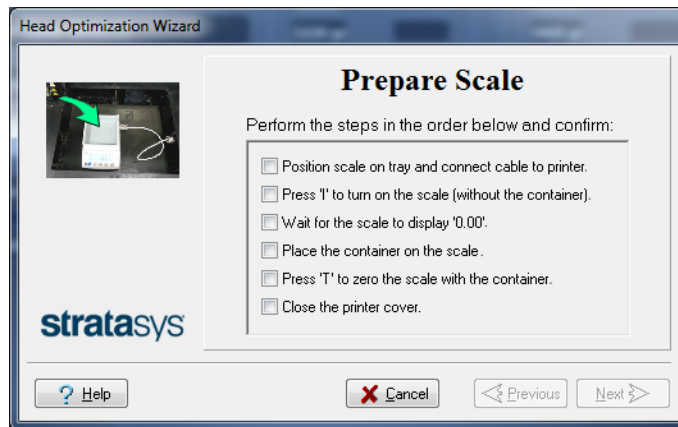 Head Optimization Wizard
Prepare Scale
Perform the steps in the order below and confirm:
Position scale on tray and connect cable to printer.
Press 'I' to turn on the scale (without the container).
Wait for the scale to display '0.00'.
Place the container on the scale.
Press 'T' to zero the scale with the container.
Close the printer cover.
stratasys
? Help
Cancel
Previous
Next